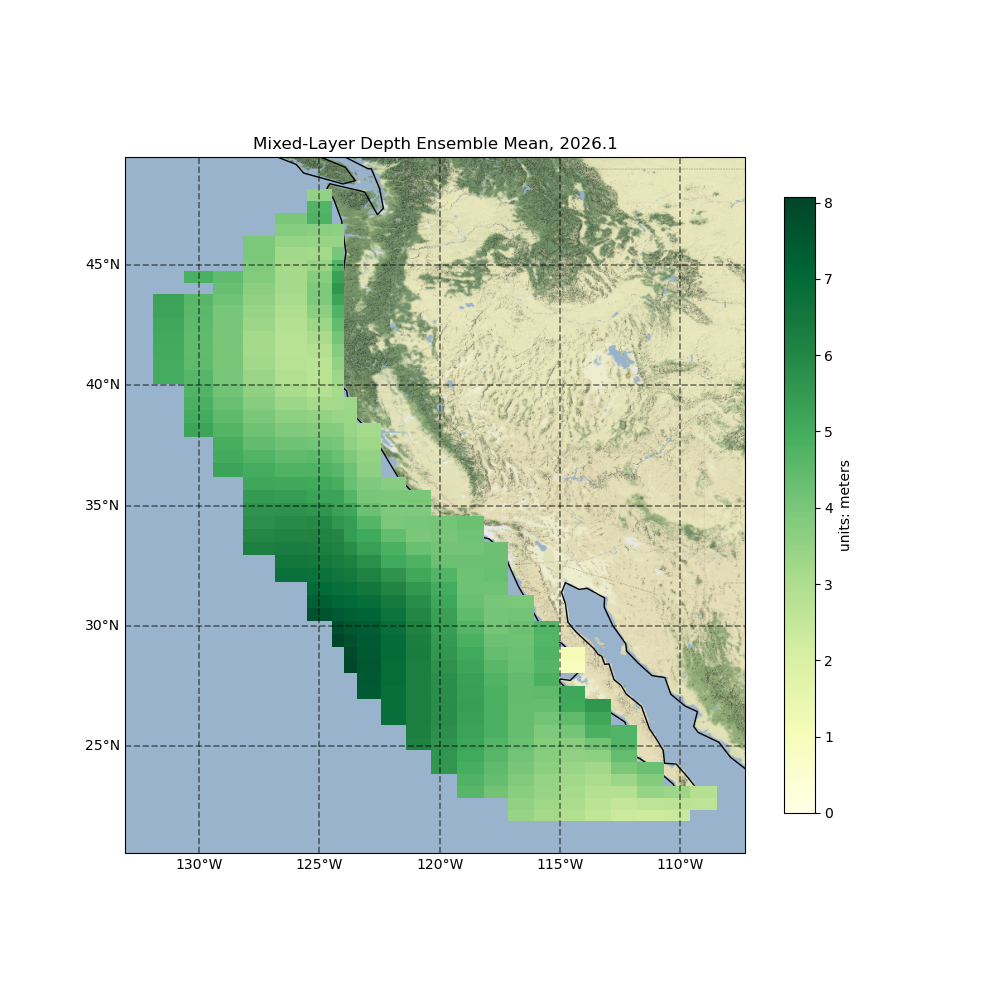 Mixed-Layer Depth Ensemble Mean, 2026.1
45°N
40°N
35°N
30°N
25°N
130°W
125°W
120°W
115°W
110°W
8
7
6
5
4
3
2
1
0
units: meters